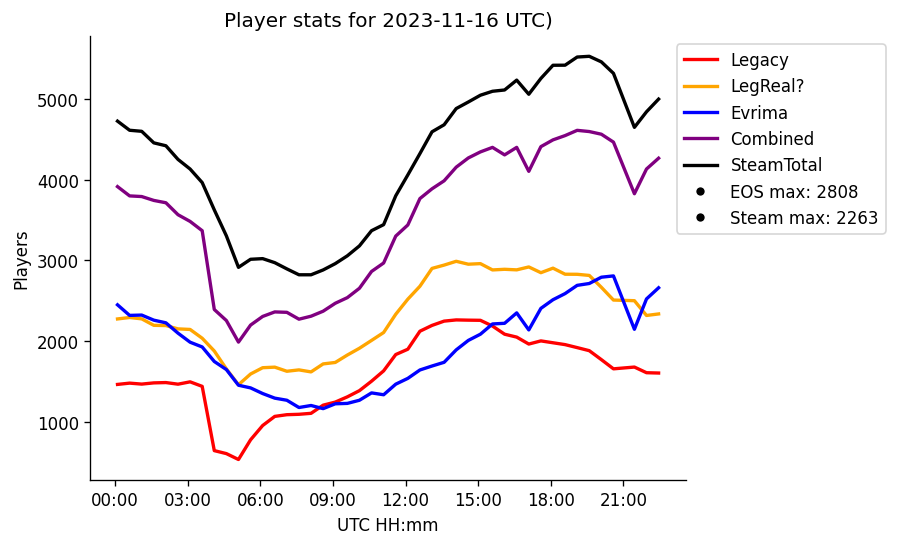 Player stats for 2023-11-16 UTC)
Legacy
LegReal?
Evrima
Combined
SteamTotal
EOS max: 2808
Steam max: 2263
Players
5000
4000
3000
2000
1000
00:00 03:00 06:00 09:00 12:00 15:00 18:00 21:00
UTC HH:mm